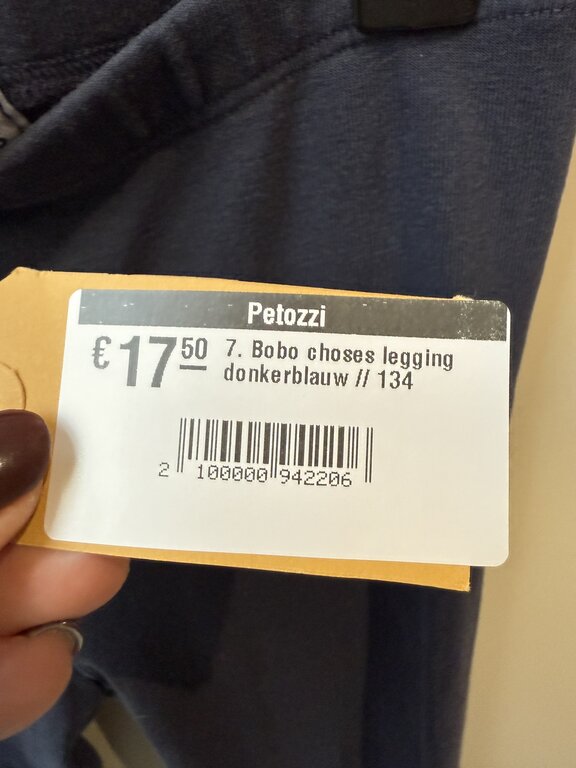 Petozzi
€ 17 50
7. Bobo choses legging
donkerblauw // 134
2 100000 942206